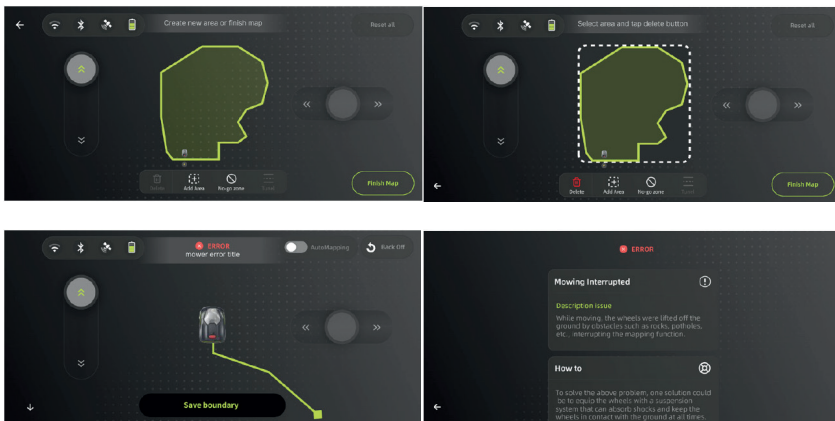 Create new area or finish map
Reset all
Delete
Add Area
No-go zone
Finish Map
Select area and tap delete button
Reset all
Delete
Add Area
No-go zone
Finish Map
ERROR
mower error title
AutoMapping
Back Off
Save boundary
ERROR
Mowing Interrupted
Description issue
While moving, the wheels were lifted off the
ground by obstacles such as rocks, potholes,
etc., interrupting the mapping function.
How to
To solve the above problem, one solution could
be to equip the wheels with a suspension
system that can absorb shocks and keep the
wheels in contact with the ground at all times.